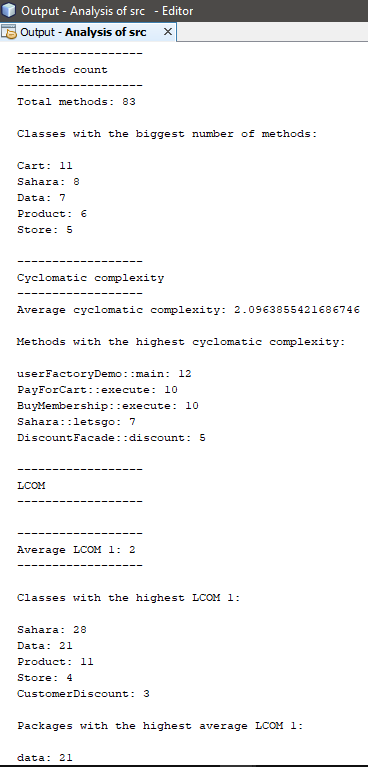 Output - Analysis of src - Editor
Output - Analysis of src ×
------------------
Methods count
------------------
Total methods: 83
Classes with the biggest number of methods:
Cart: 11
Sahara: 8
Data: 7
Product: 6
Store: 5
------------------
Cyclomatic complexity
------------------
Average cyclomatic complexity: 2.0963855421686746
Methods with the highest cyclomatic complexity:
userFactoryDemo::main: 12
PayForCart::execute: 10
BuyMembership::execute: 10
Sahara::letsgo: 7
DiscountFacade::discount: 5
------------------
LCOM
------------------
------------------
Average LCOM 1: 2
------------------
Classes with the highest LCOM 1:
Sahara: 28
Data: 21
Product: 11
Store: 4
CustomerDiscount: 3
Packages with the highest average LCOM 1:
data: 21